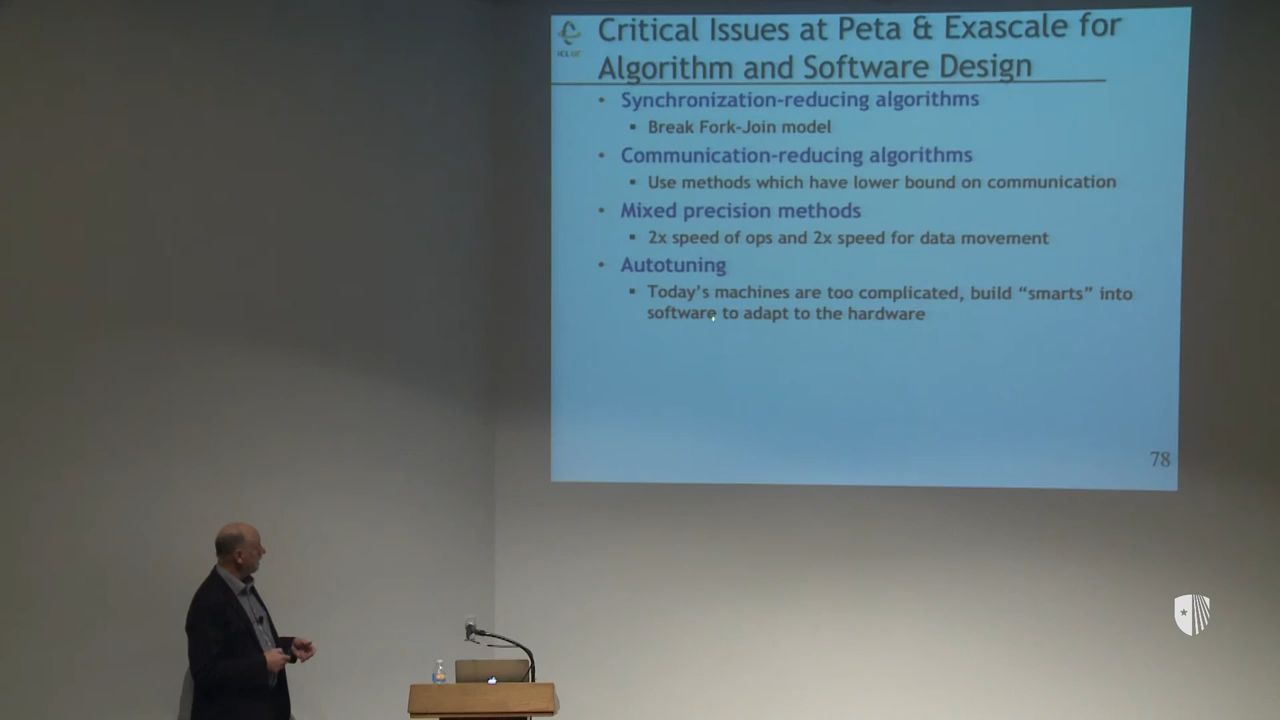 Critical Issues at Peta & Exascale for
Algorithm and Software Design
• Synchronization-reducing algorithms
▪ Break Fork-Join model
• Communication-reducing algorithms
▪ Use methods which have lower bound on communication
• Mixed precision methods
▪ 2x speed of ops and 2x speed for data movement
• Autotuning
▪ Today's machines are too complicated, build “smarts” into
software to adapt to the hardware
78